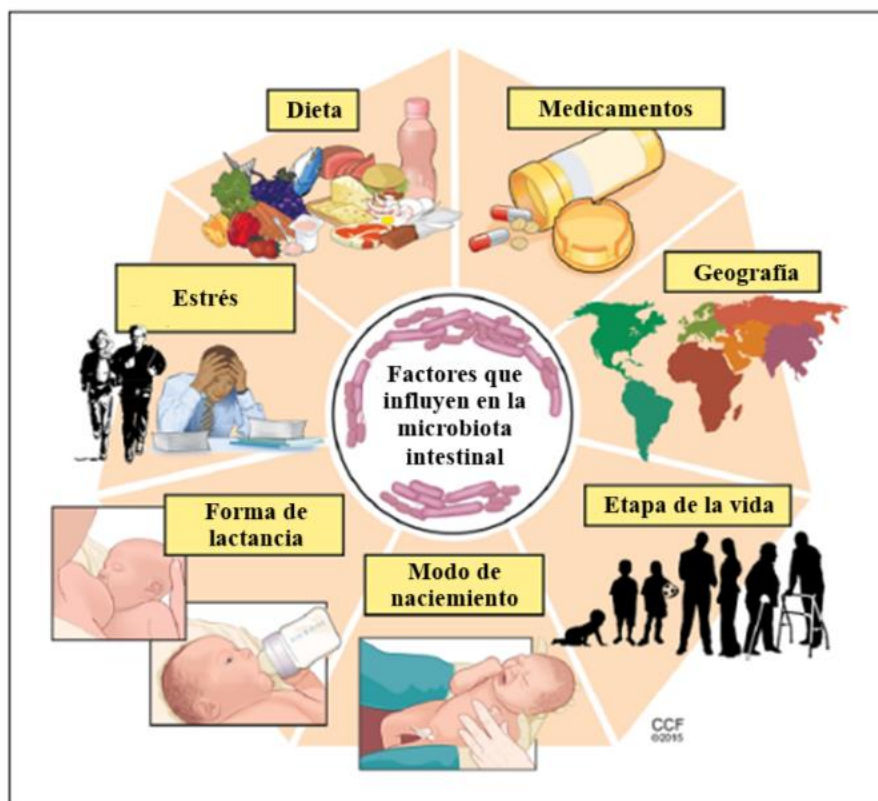 Dieta
Medicamentos
Geografía
Estrés
Factores que
influyen en la
microbiota
intestinal
Etapa de la vida
Forma de
lactancia
Modo de
naciemiento
CCF
©2015